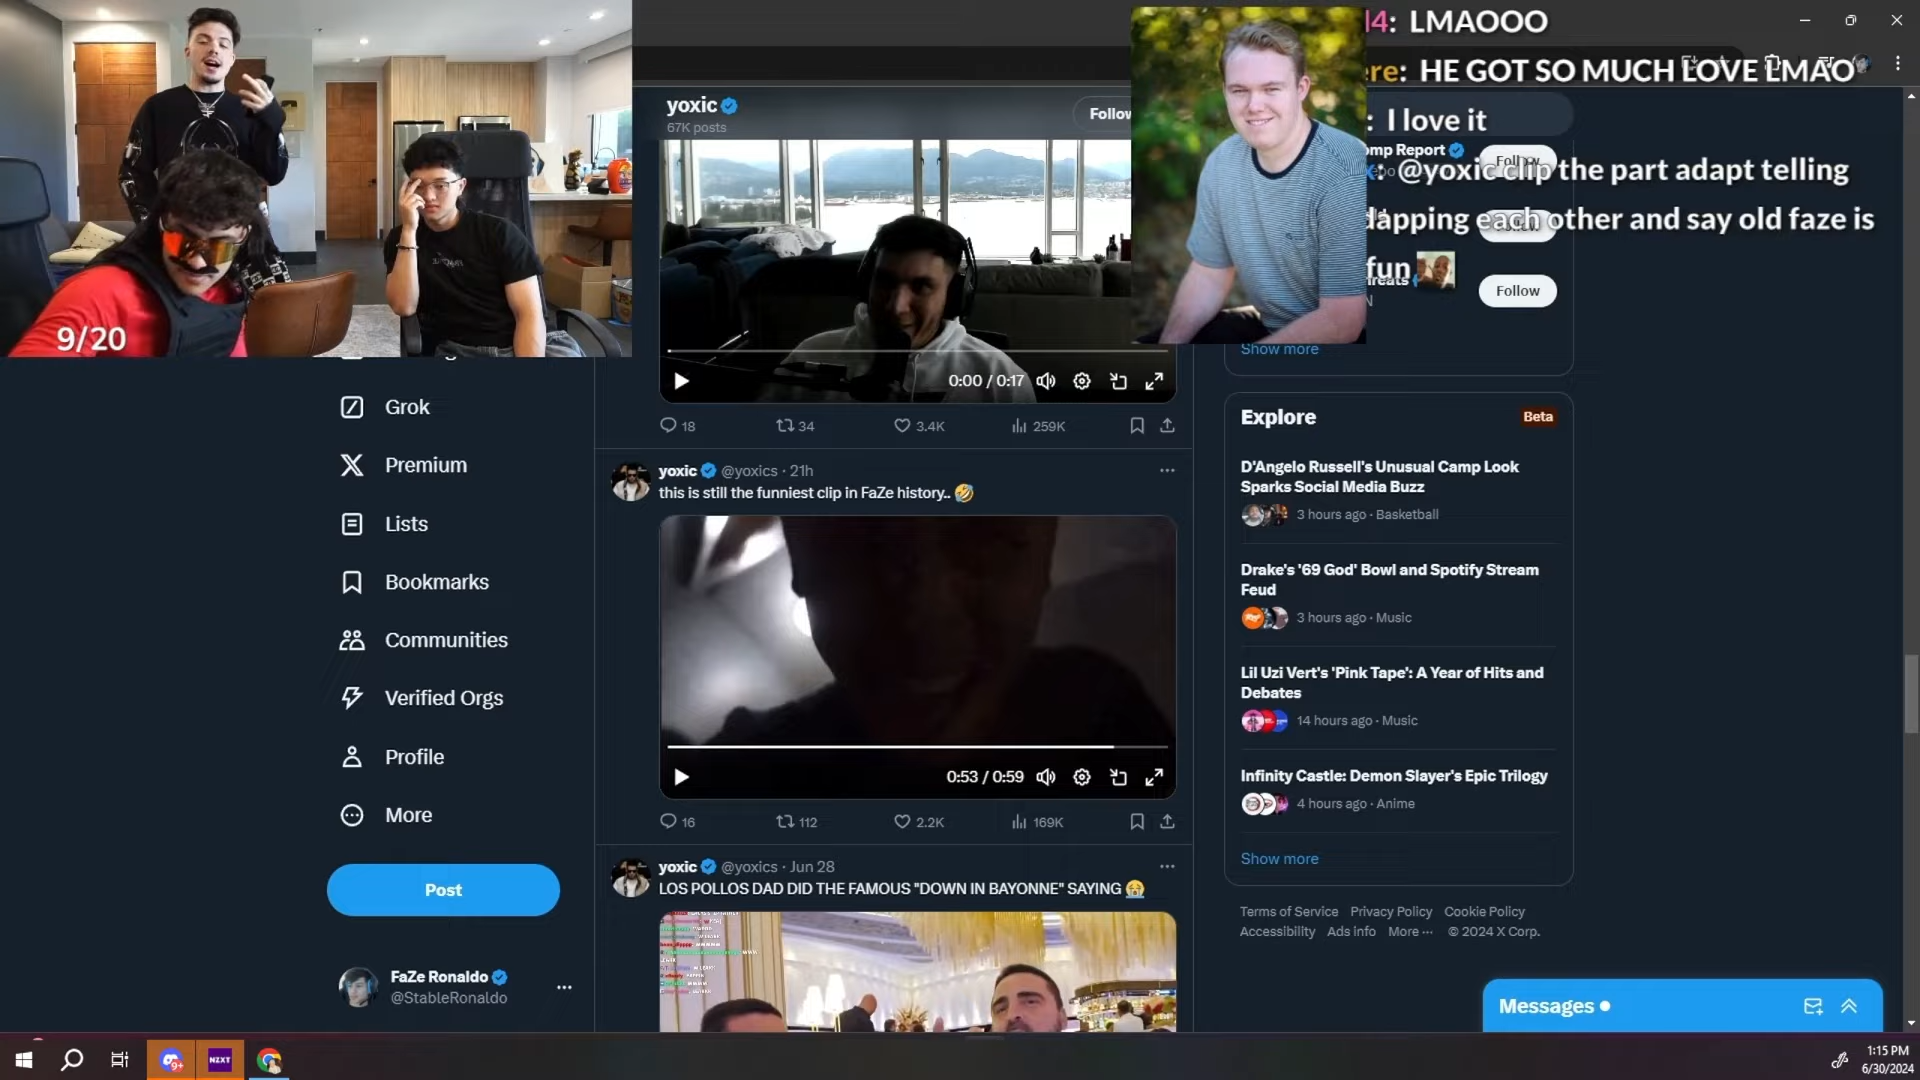 9/20
yoxic
67K posts
Follow
0:00 / 0:17
18
34
3.4K
259K
yoxic @yoxics · 21h
this is still the funniest clip in FaZe history.. 🤣
0:53 / 0:59
16
112
2.2K
169K
yoxic @yoxics · Jun 28
LOS POLLOS DAD DID THE FAMOUS "DOWN IN BAYONNE" SAYING 😭
Grok
Premium
Lists
Bookmarks
Communities
Verified Orgs
Profile
More
Post
FaZe Ronaldo
@StableRonaldo
4: LMAOOO
ere: HE GOT SO MUCH LOVE LMAO
: I love it
: @yoxic clip the part adapt telling
dapping each other and say old faze is
fun
Report
Follow
Follow
Show more
Explore
Beta
D'Angelo Russell's Unusual Camp Look
Sparks Social Media Buzz
3 hours ago · Basketball
Drake's '69 God' Bowl and Spotify Stream
Feud
3 hours ago · Music
Lil Uzi Vert's 'Pink Tape': A Year of Hits and
Debates
14 hours ago · Music
Infinity Castle: Demon Slayer's Epic Trilogy
4 hours ago · Anime
Show more
Terms of Service Privacy Policy Cookie Policy
Accessibility Ads info More ··· © 2024 X Corp.
Messages
9+
NZXT
1:15 PM
6/30/2024